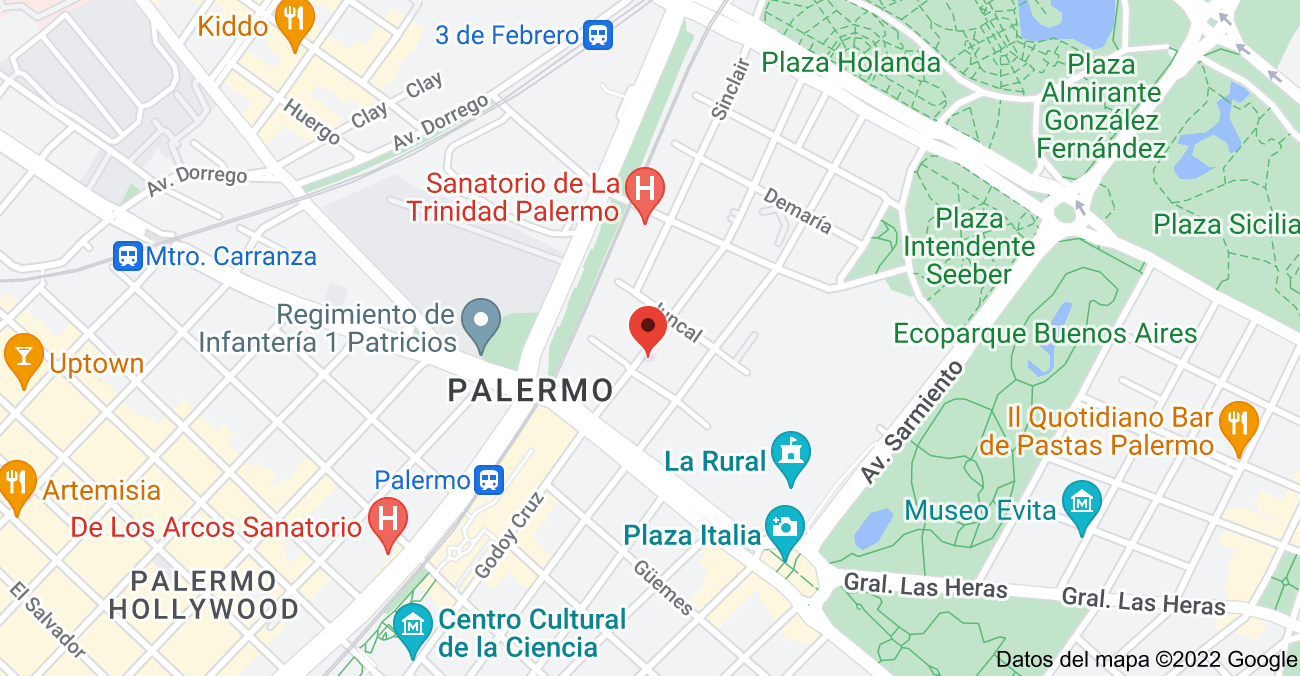 Kiddo
3 de Febrero
Plaza Holanda
Plaza
Almirante
González
Fernández
Sinclair
Clay
Clay
Huergo
Av. Dorrego
Av. Dorrego
Sanatorio de La
Trinidad Palermo
H
Demaría
Plaza
Intendente
Seeber
Plaza Sicilia
Mtro. Carranza
Regimiento de
Infantería 1 Patricios
Juncal
Ecoparque Buenos Aires
Uptown
PALERMO
Av. Sarmiento
Il Quotidiano Bar
de Pastas Palermo
La Rural
Palermo
Artemisia
De Los Arcos Sanatorio
H
Museo Evita
M
Plaza Italia
Godoy Cruz
Güemes
PALERMO
HOLLYWOOD
El Salvador
Gral. Las Heras
Gral. Las Heras
Centro Cultural
de la Ciencia
M
Datos del mapa ©2022 Google